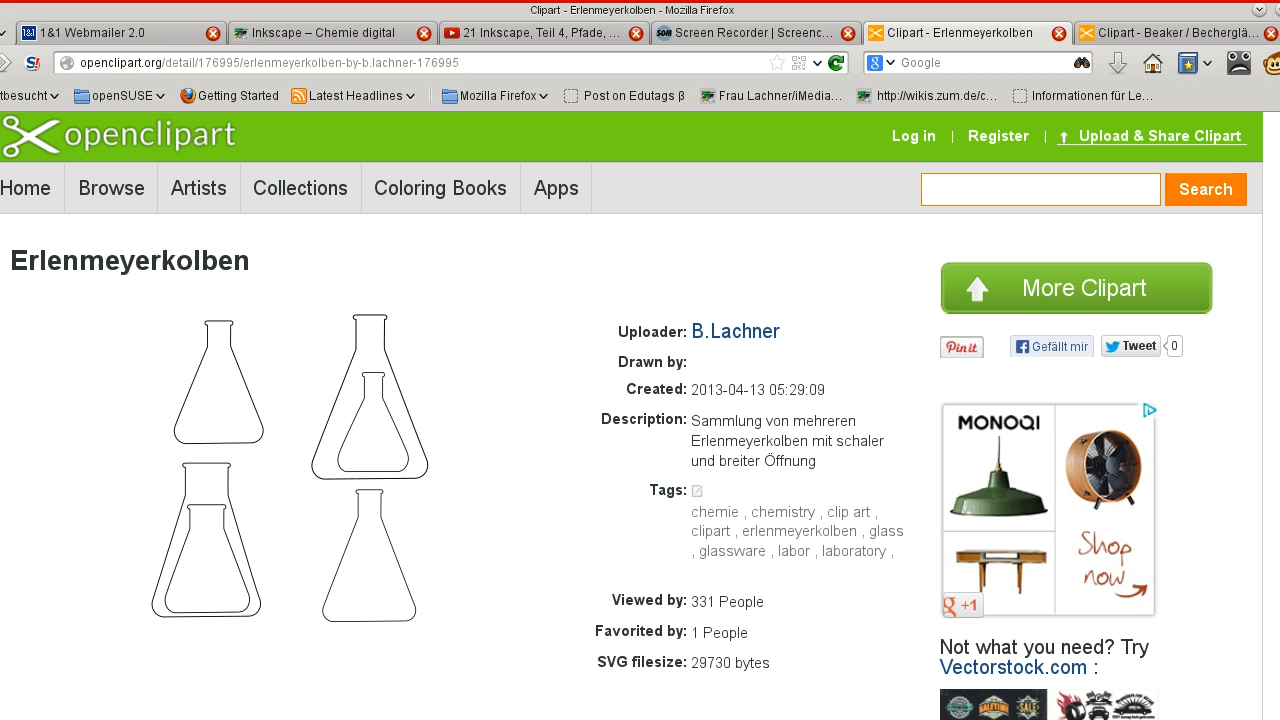 Clipart - Erlenmeyerkolben - Mozilla Firefox
1&1 Webmailer 2.0
Inkscape – Chemie digital
21 Inkscape, Teil 4, Pfade, ...
SOM Screen Recorder | Screenc...
Clipart - Erlenmeyerkolben
Clipart - Beaker / Becherglä...
openclipart.org/detail/176995/erlenmeyerkolben-by-b.lachner-176995
Google
tbesucht
openSUSE
Getting Started
Latest Headlines
Mozilla Firefox
Post on Edutags β
Frau Lachner/iMedia...
http://wikis.zum.de/c...
Informationen für Le...
openclipart
Log in | Register | Upload & Share Clipart
Home Browse Artists Collections Coloring Books Apps
Search
Erlenmeyerkolben
Uploader: B.Lachner
Drawn by:
Created: 2013-04-13 05:29:09
Description: Sammlung von mehreren
Erlenmeyerkolben mit schaler
und breiter Öffnung
Tags:
chemie , chemistry , clip art ,
clipart , erlenmeyerkolben , glass
, glassware , labor , laboratory ,
Viewed by: 331 People
Favorited by: 1 People
SVG filesize: 29730 bytes
More Clipart
Pin it
Gefällt mir
Tweet 0
MONOQI
Shop
now
g +1
Not what you need? Try
Vectorstock.com :
SALE